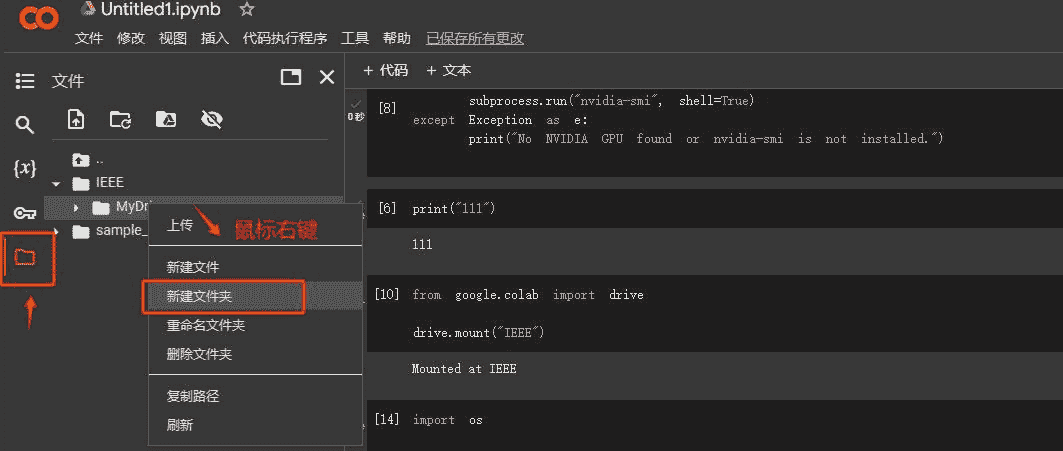 Untitled1.ipynb
文件 修改 视图 插入 代码执行程序 工具 帮助 已保存所有更改
文件
+ 代码 + 文本
..
IEEE
MyDri
sample_
{x}
上传
鼠标右键
新建文件
新建文件夹
重命名文件夹
删除文件夹
复制路径
刷新
0秒
[8] subprocess.run("nvidia-smi", shell=True)
except Exception as e:
print("No NVIDIA GPU found or nvidia-smi is not installed.")
[6] print("111")
111
[10] from google.colab import drive
drive.mount("IEEE")
Mounted at IEEE
[14] import os